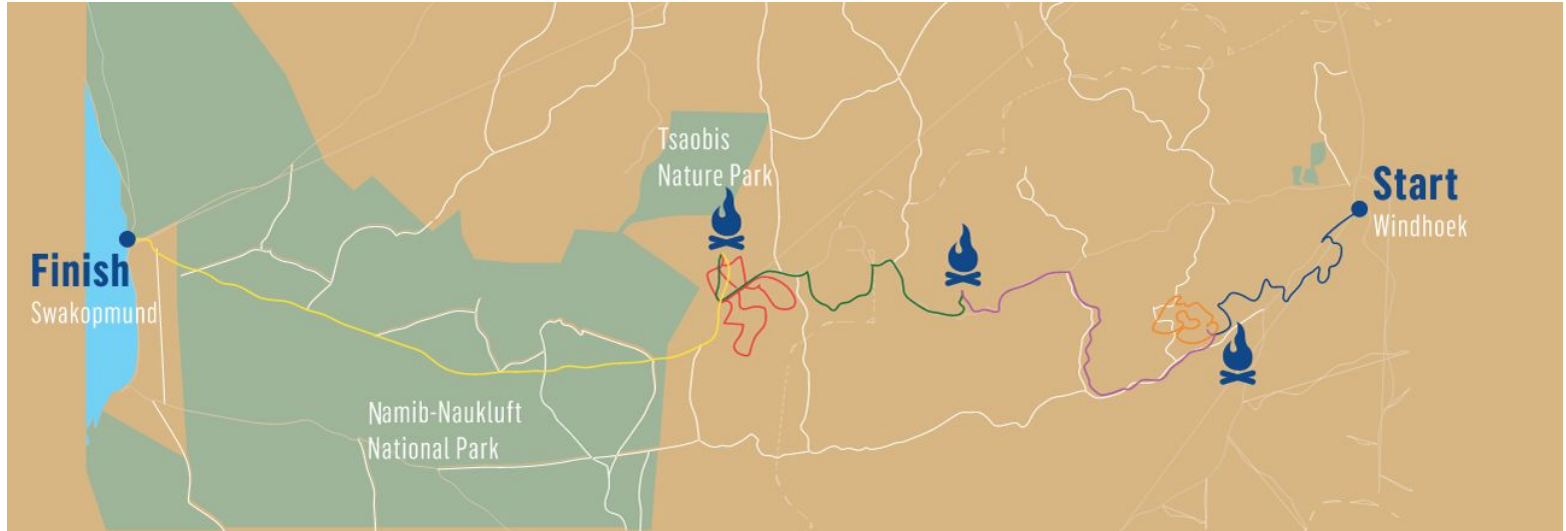 Tsaobis
Nature Park
Start
Windhoek
Finish
Swakopmund
Namib-Naukluft
National Park